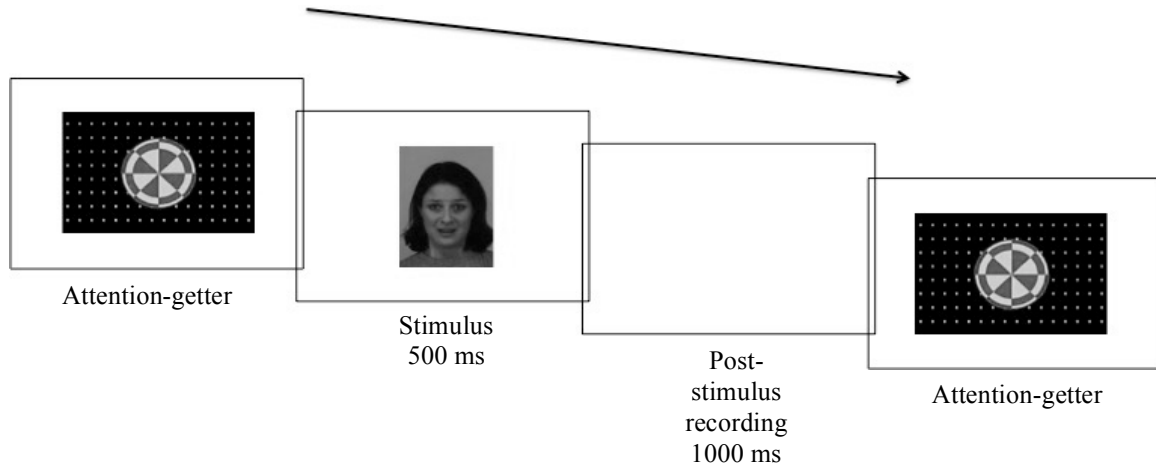 Attention-getter
Stimulus
500 ms
Post-
stimulus
recording
1000 ms
Attention-getter